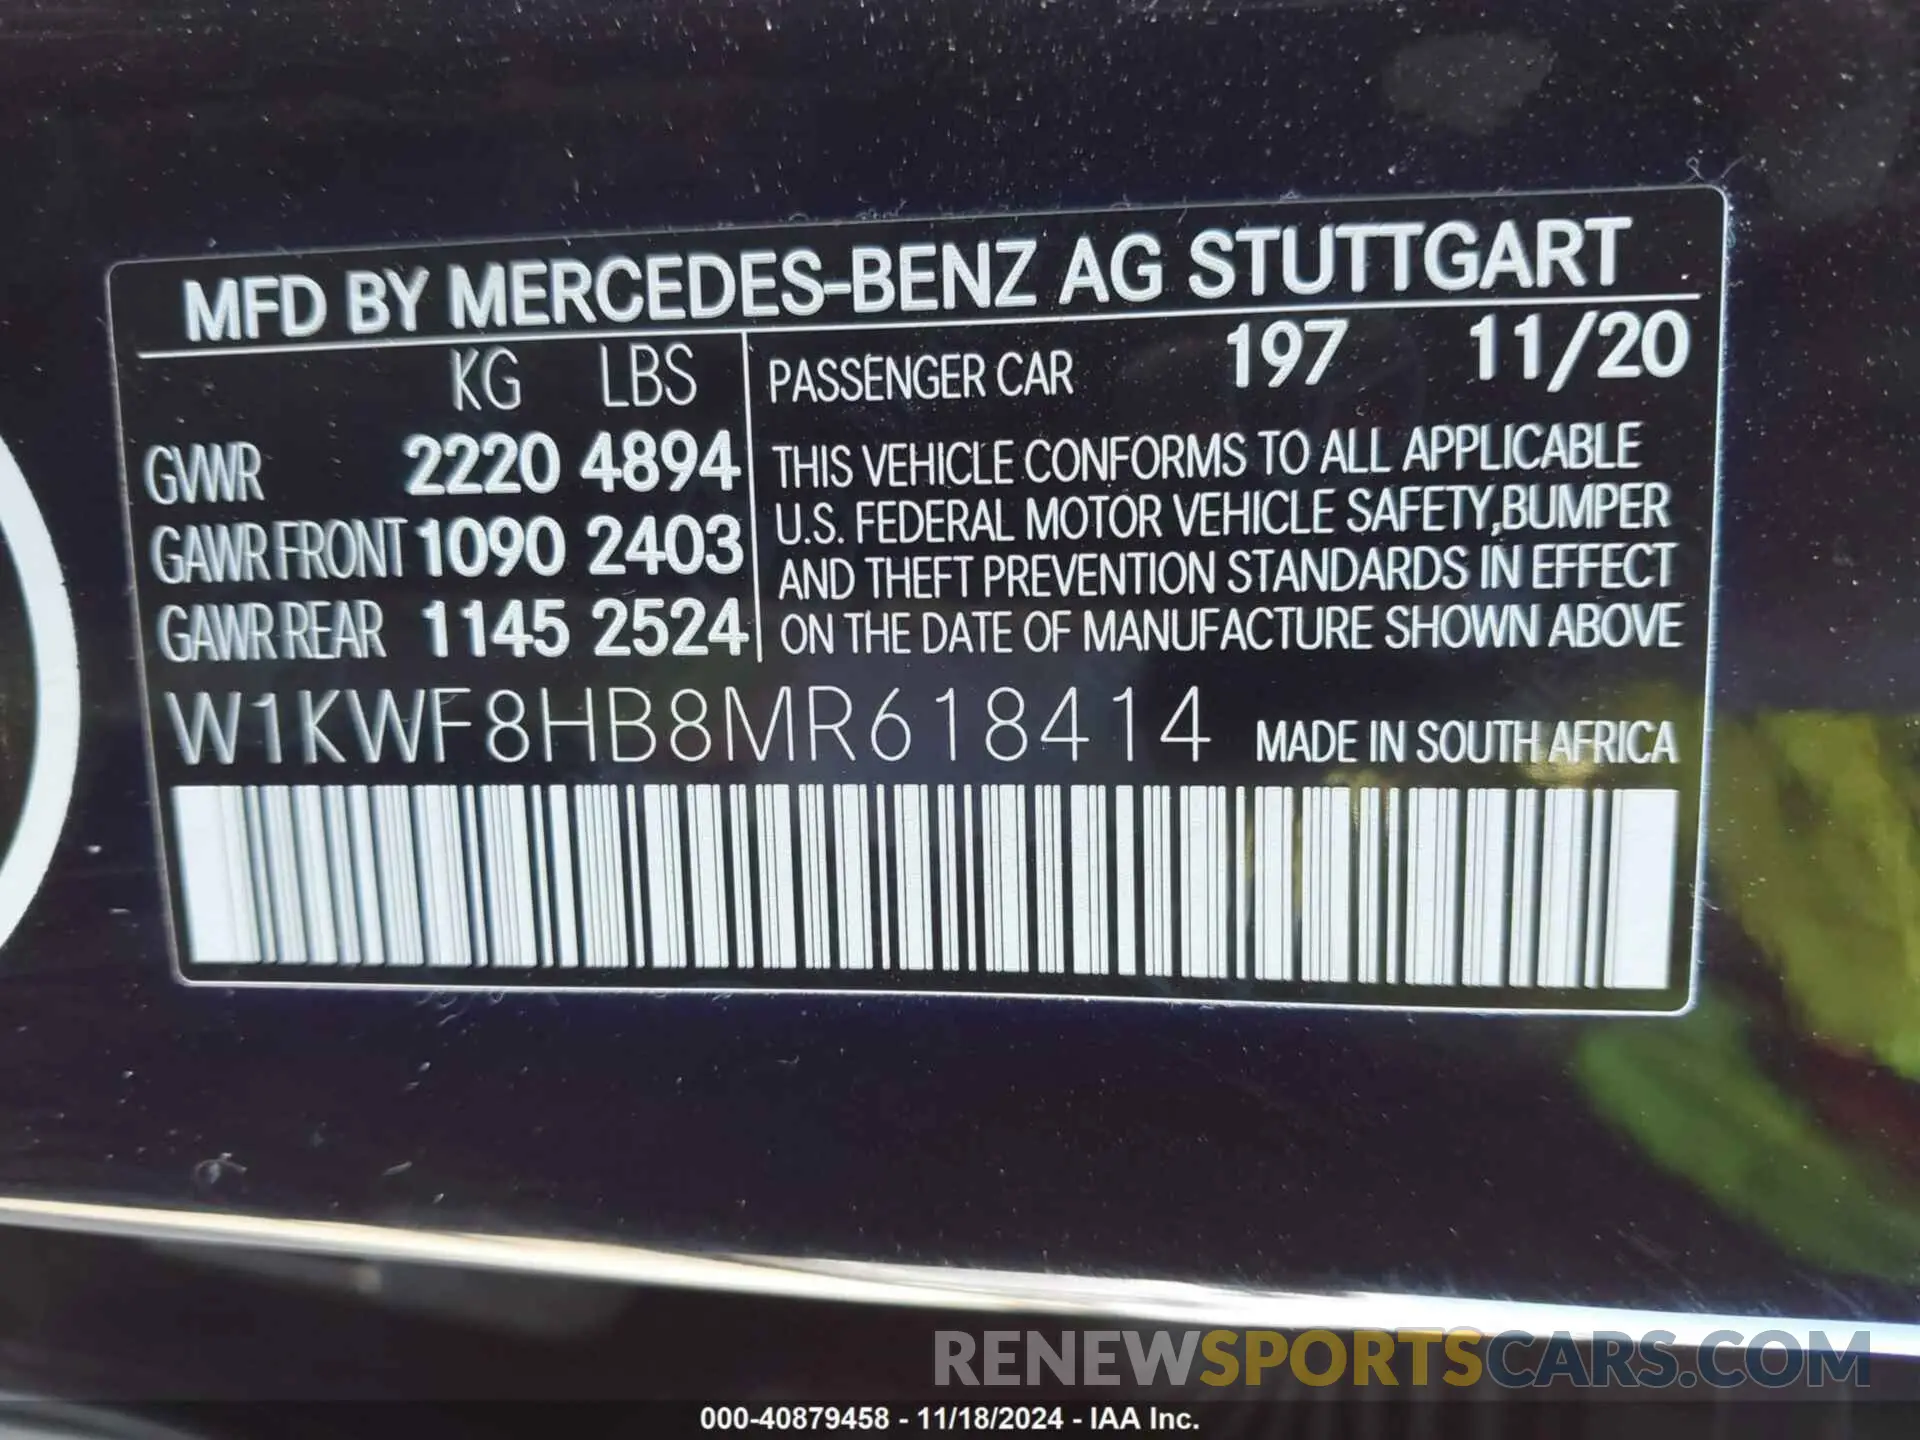 MFD BY MERCEDES-BENZ AG STUTTGART
KG LBS
GVWR 2220 4894
GAWR FRONT 1090 2403
GAWR REAR 1145 2524
PASSENGER CAR 197 11/20
THIS VEHICLE CONFORMS TO ALL APPLICABLE
U.S. FEDERAL MOTOR VEHICLE SAFETY,BUMPER
AND THEFT PREVENTION STANDARDS IN EFFECT
ON THE DATE OF MANUFACTURE SHOWN ABOVE
W1KWF8HB8MR618414 MADE IN SOUTH AFRICA
RENEWSPORTSCARS.COM
000-40879458 - 11/18/2024 - IAA Inc.